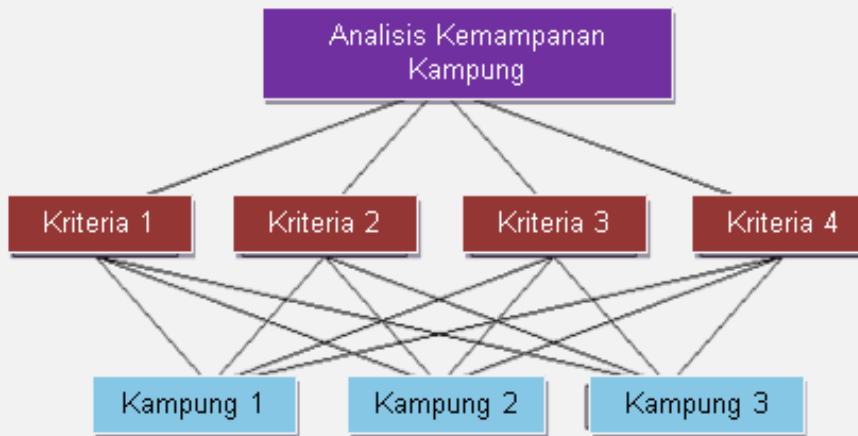 Analisis Kemampanan
Kampung
Kriteria 1
Kriteria 2
Kriteria 3
Kriteria 4
Kampung 1
Kampung 2
Kampung 3